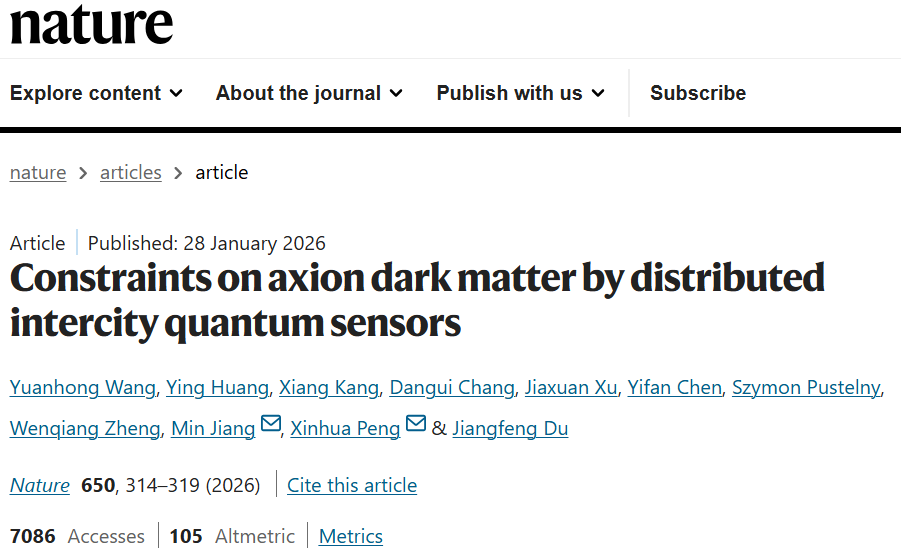 nature
Explore content About the journal Publish with us Subscribe
nature > articles > article
Article | Published: 28 January 2026
Constraints on axion dark matter by distributed
intercity quantum sensors
Yuanhong Wang, Ying Huang, Xiang Kang, Dangui Chang, Jiaxuan Xu, Yifan Chen, Szymon Pustelny,
Wenqiang Zheng, Min Jiang, Xinhua Peng & Jiangfeng Du
Nature 650, 314–319 (2026) | Cite this article
7086 Accesses | 105 Altmetric | Metrics